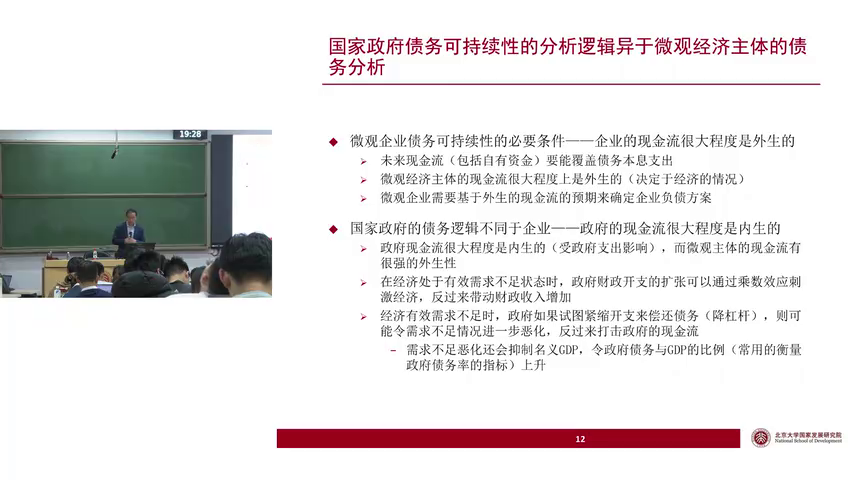 国家政府债务可持续性的分析逻辑异于微观经济主体的债
务分析
19:28
微观企业债务可持续性的必要条件——企业的现金流很大程度是外生的
未来现金流（包括自有资金）要能覆盖债务本息支出
微观经济主体的现金流很大程度上是外生的（决定于经济的情况）
微观企业需要基于外生的现金流的预期来确定企业负债方案
国家政府的债务逻辑不同于企业——政府的现金流很大程度是内生的
政府现金流很大程度是内生的（受政府支出影响），而微观主体的现金流有
很强的外生性
在经济处于有效需求不足状态时，政府财政开支的扩张可以通过乘数效应刺
激经济，反过来带动财政收入增加
经济有效需求不足时，政府如果试图紧缩开支来偿还债务（降杠杆），则可
能令需求不足情况进一步恶化，反过来打击政府的现金流
– 需求不足恶化还会抑制名义GDP，令政府债务与GDP的比例（常用的衡量
政府债务率的指标）上升
12
北京大学国家发展研究院
National School of Development